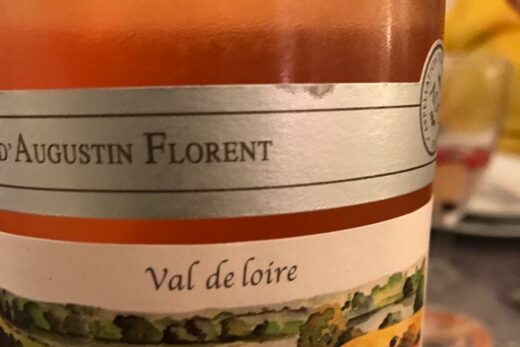 D'AUGUSTIN FLORENT
Val de loire